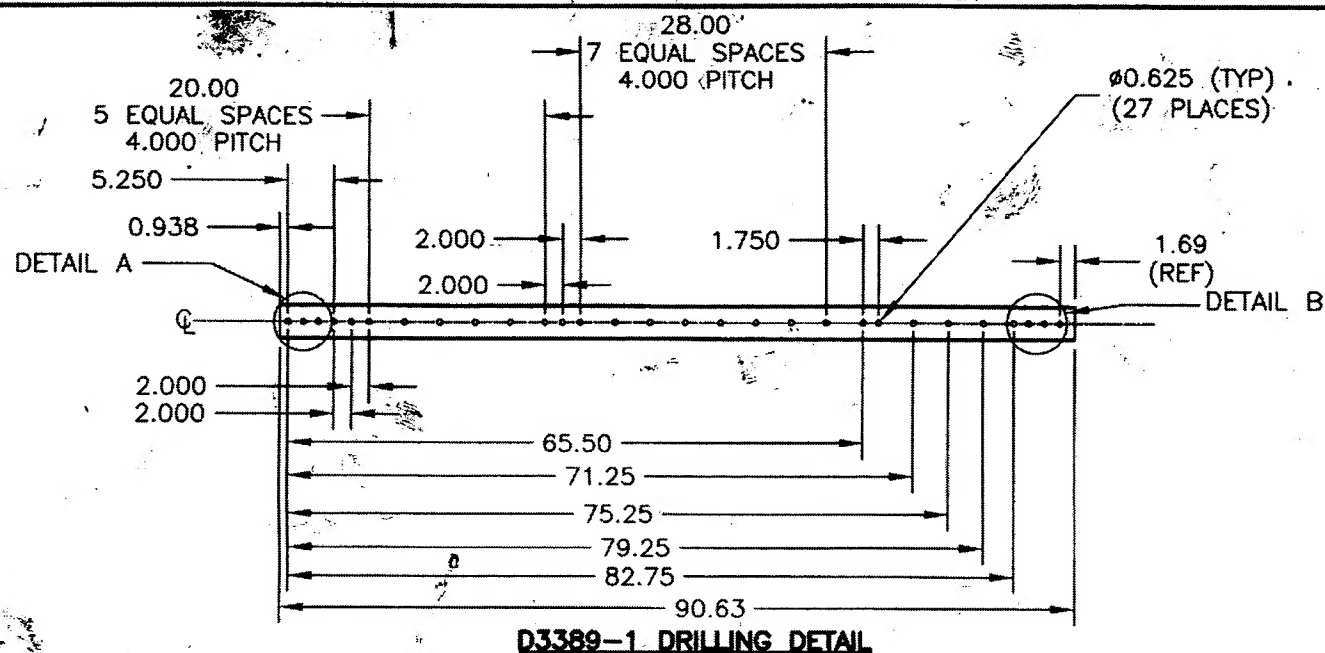 28.00
7 EQUAL SPACES
4.000 PITCH
20.00
5 EQUAL SPACES
4.000 PITCH
⌀0.625 (TYP)
(27 PLACES)
5.250
0.938
2.000
1.750
1.69
(REF)
DETAIL A
2.000
DETAIL B
℄
2.000
2.000
65.50
71.25
75.25
79.25
82.75
90.63
D3389-1 DRILLING DETAIL